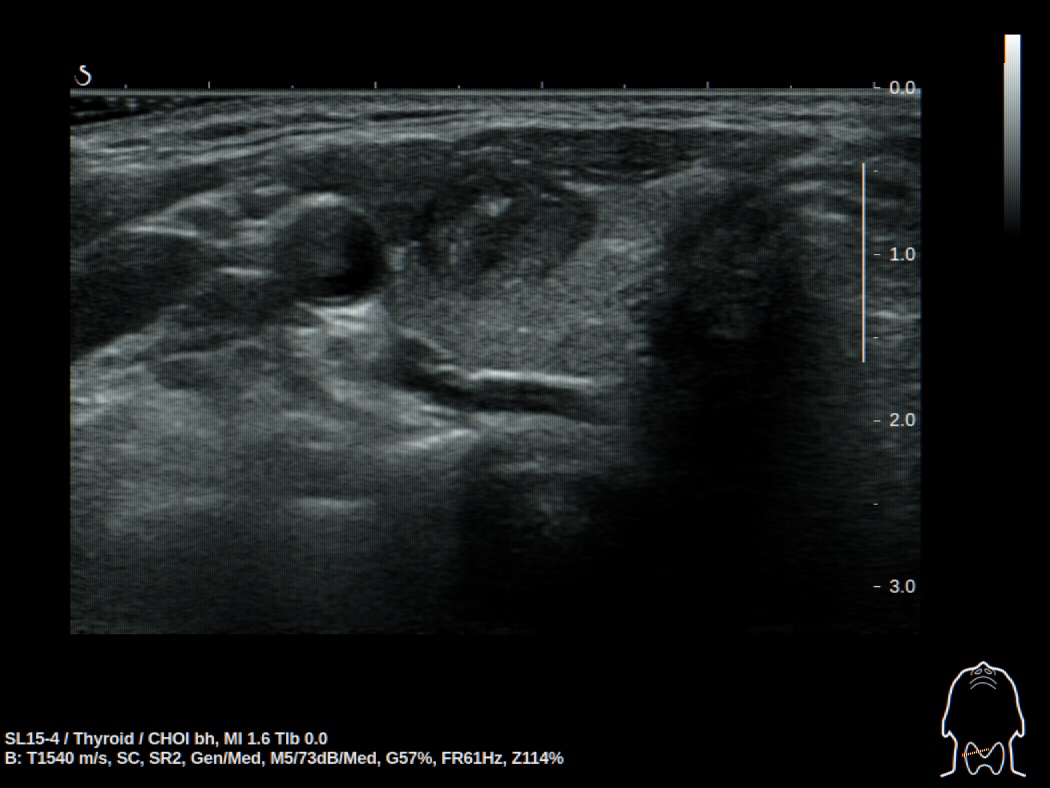 0.0
1.0
2.0
3.0
SL15-4 / Thyroid / CHOI bh, MI 1.6 TIb 0.0
B: T1540 m/s, SC, SR2, Gen/Med, M5/73dB/Med, G57%, FR61Hz, Z114%